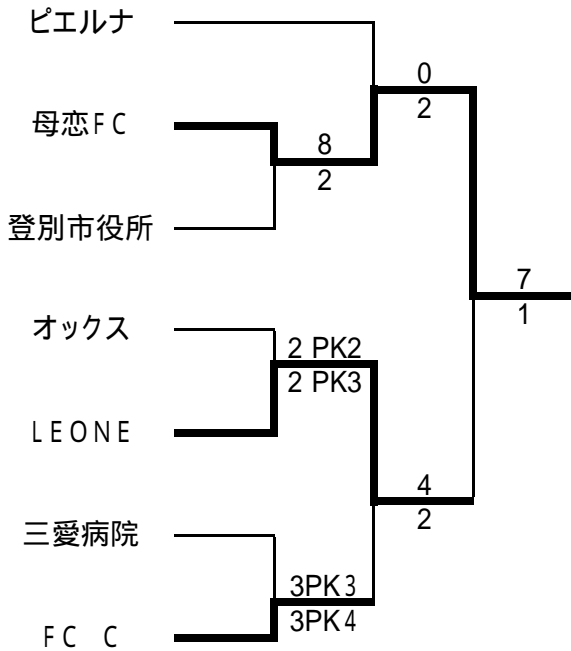 ピエルナ
0
2
母恋FC
8
2
登別市役所
7
1
オックス
2 PK2
2 PK3
LEONE
4
2
三愛病院
3PK3
3PK4
FC C